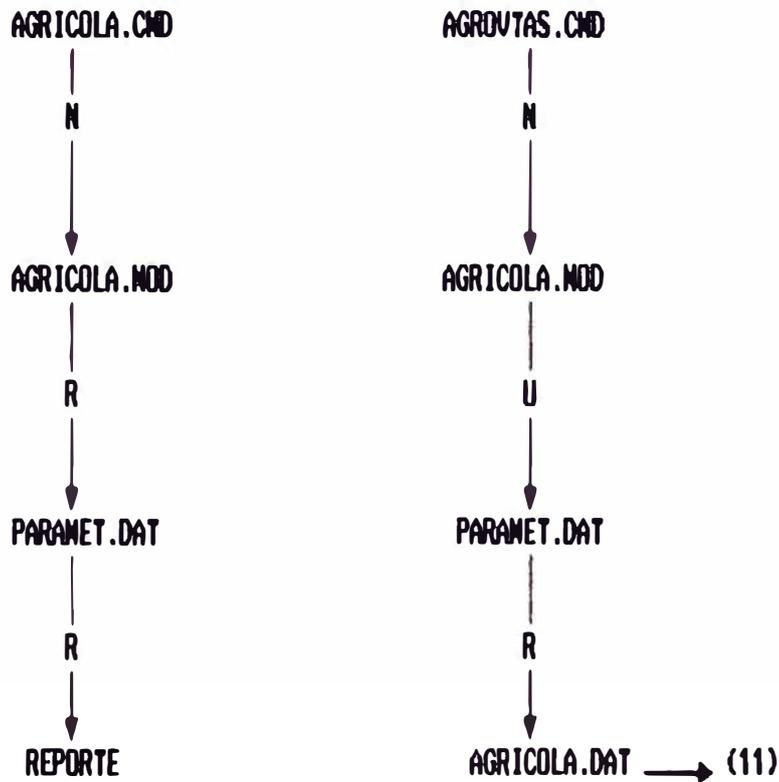 AGRICOLA.CMD AGROVTAS.CMD
N N
AGRICOLA.MOD AGRICOLA.MOD
R U
PARAMET.DAT PARAMET.DAT
R R
REPORTE AGRICOLA.DAT (11)